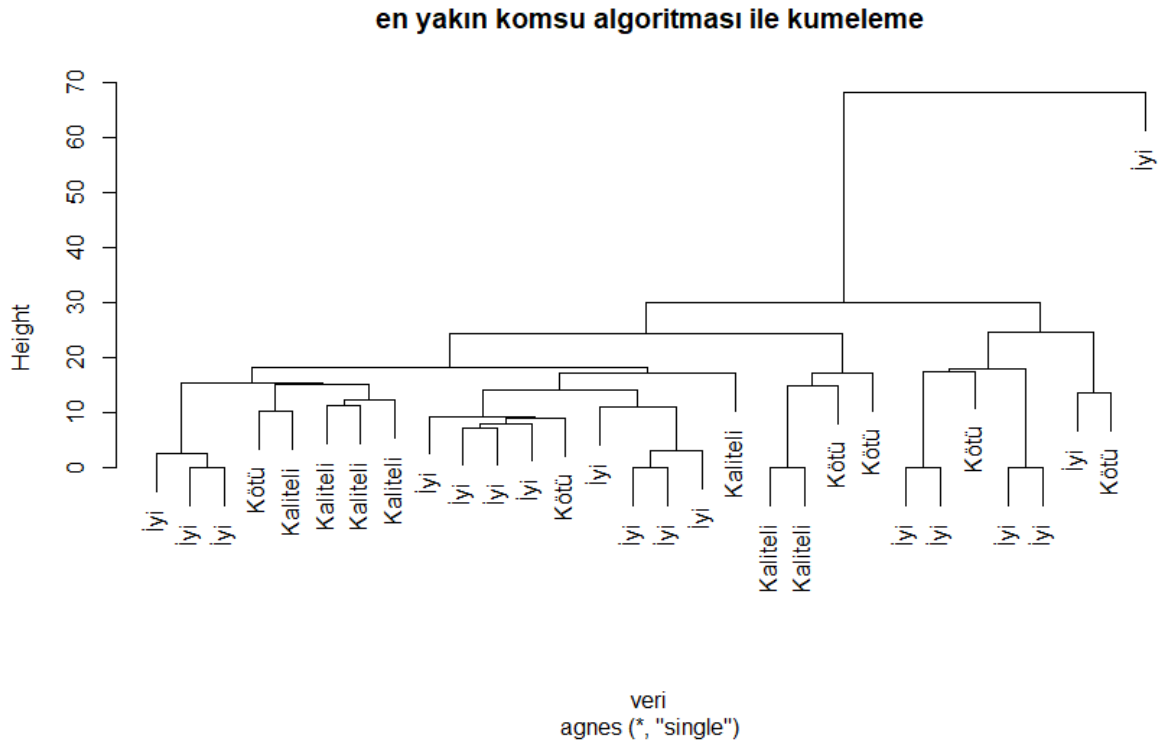 en yakın komsu algoritması ile kumeleme
Height
70
60
50
40
30
20
10
0
İyi
İyi
İyi
Kötü
Kaliteli
Kaliteli
Kaliteli
Kaliteli
İyi
İyi
İyi
İyi
Kötü
İyi
İyi
İyi
İyi
Kaliteli
Kaliteli
Kaliteli
Kötü
Kötü
İyi
İyi
Kötü
İyi
İyi
İyi
Kötü
İyi
veri
agnes (*, "single")